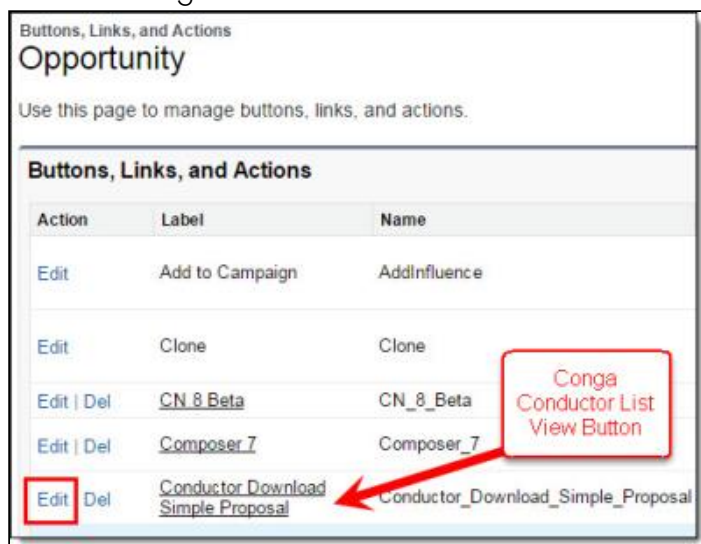 Buttons, Links, and Actions
Opportunity
Use this page to manage buttons, links, and actions.
Buttons, Links, and Actions
Action Label Name
Edit Add to Campaign AddInfluence
Edit Clone Clone
Edit | Del CN 8 Beta CN_8_Beta
Edit | Del Composer 7 Composer_7
Edit Del Conductor Download Simple Proposal Conductor_Download_Simple_Proposal
Conga
Conductor List
View Button